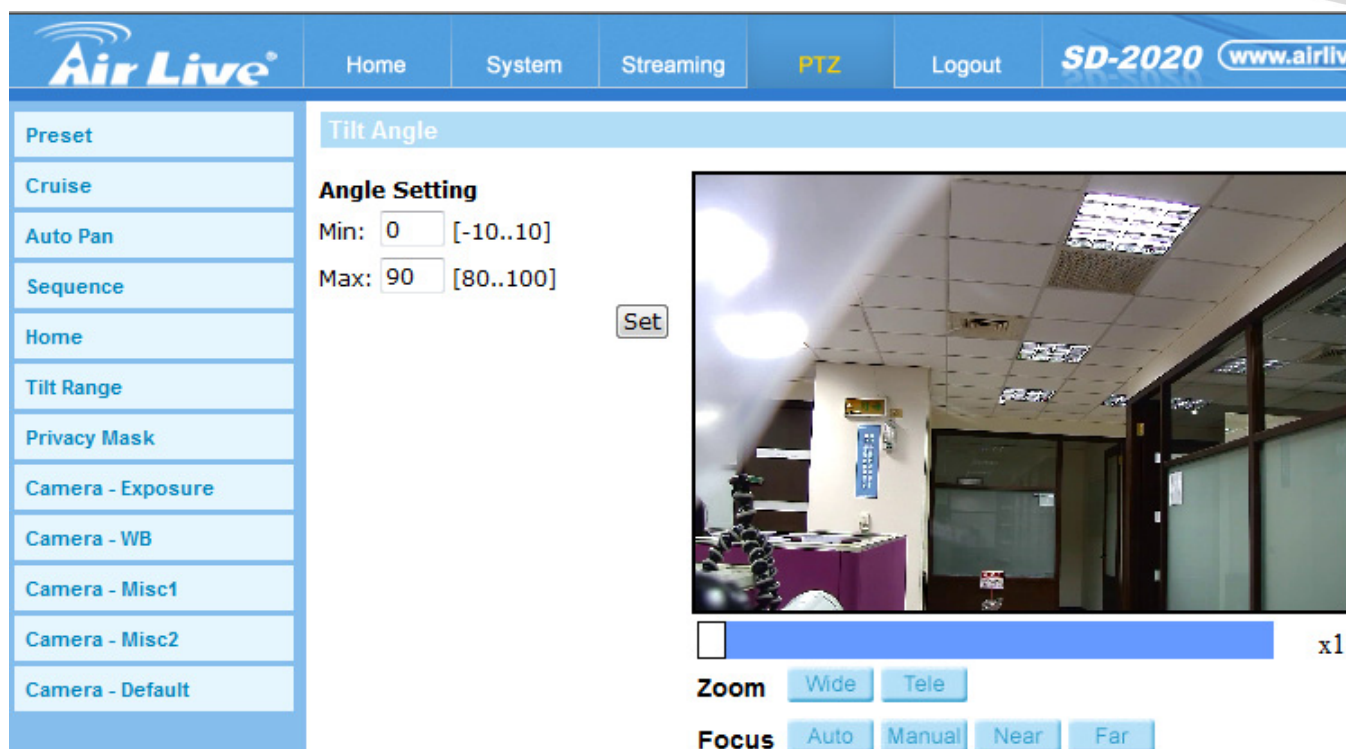 Air Live®
Home
System
Streaming
PTZ
Logout
SD-2020
www.airliv
Preset
Cruise
Auto Pan
Sequence
Home
Tilt Range
Privacy Mask
Camera - Exposure
Camera - WB
Camera - Misc1
Camera - Misc2
Camera - Default
Tilt Angle
Angle Setting
Min: 0 [-10..10]
Max: 90 [80..100]
Set
x1
Zoom Wide Tele
Focus Auto Manual Near Far